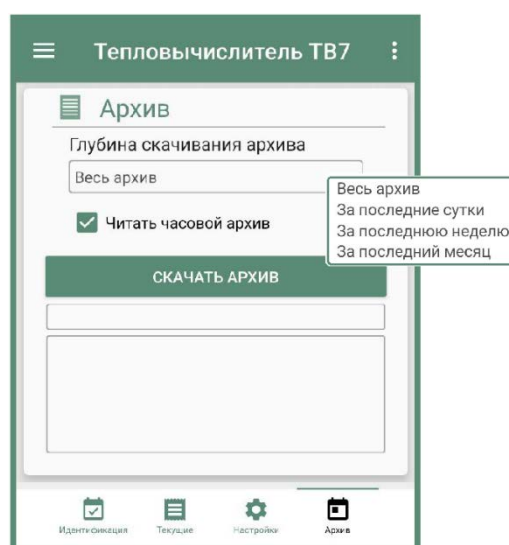 Тепловычислитель ТВ7
Архив
Глубина скачивания архива
Весь архив
Весь архив
За последние сутки
За последнюю неделю
За последний месяц
Читать часовой архив
СКАЧАТЬ АРХИВ
Идентификация
Текущие
Настройки
Архив